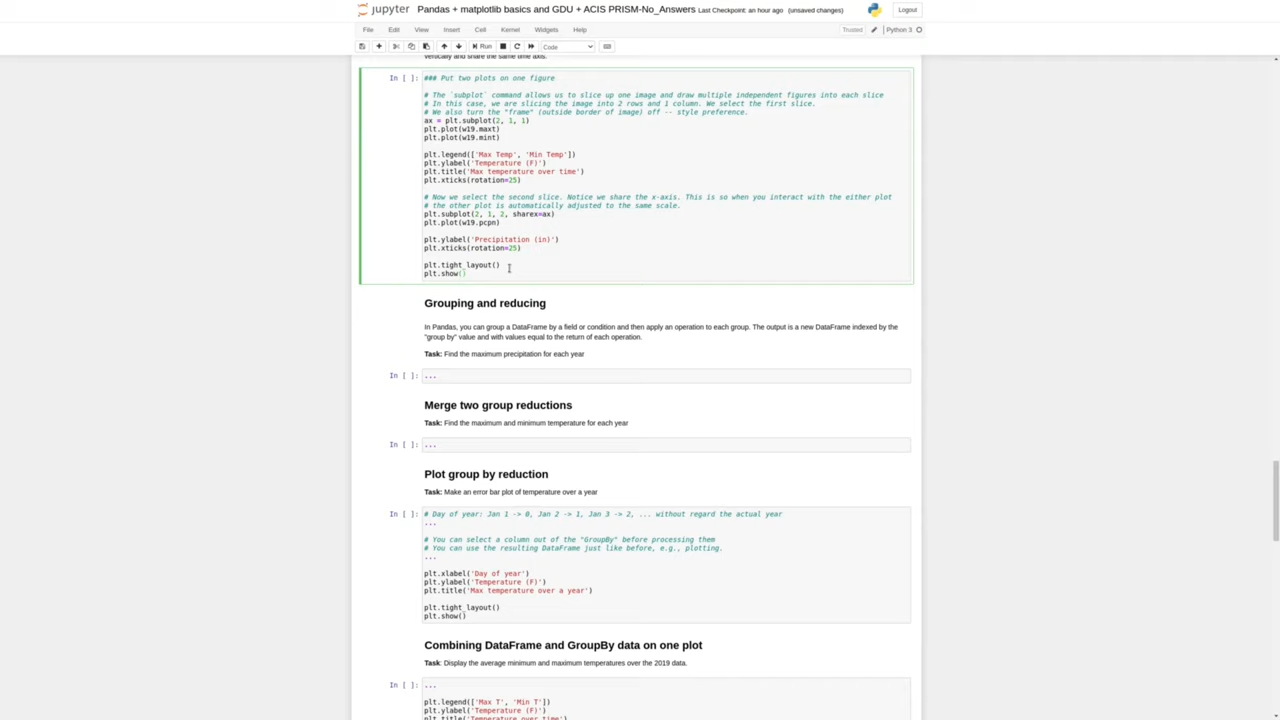 jupyter Pandas + matplotlib basics and GDU + ACIS PRISM-No_Answers Last Checkpoint: an hour ago (unsaved changes) Logout
File Edit View Insert Cell Kernel Widgets Help Trusted Python 3
Run Code
vertically and share the same time axis.
In [ ]: ### Put two plots on one figure
# The `subplot` command allows us to slice up one image and draw multiple independent figures into each slice
# In this case, we are slicing the image into 2 rows and 1 column. We select the first slice.
# We also turn the "frame" (outside border of image) off -- style preference.
ax = plt.subplot(2, 1, 1)
plt.plot(w19.maxt)
plt.plot(w19.mint)
plt.legend(['Max Temp', 'Min Temp'])
plt.ylabel('Temperature (F)')
plt.title('Max temperature over time')
plt.xticks(rotation=25)
# Now we select the second slice. Notice we share the x-axis. This is so when you interact with the either plot
# the other plot is automatically adjusted to the same scale.
plt.subplot(2, 1, 2, sharex=ax)
plt.plot(w19.pcpn)
plt.ylabel('Precipitation (in)')
plt.xticks(rotation=25)
plt.tight_layout()
plt.show()
Grouping and reducing
In Pandas, you can group a DataFrame by a field or condition and then apply an operation to each group. The output is a new DataFrame indexed by the
"group by" value and with values equal to the return of each operation.
Task: Find the maximum precipitation for each year
In [ ]: ...
Merge two group reductions
Task: Find the maximum and minimum temperature for each year
In [ ]: ...
Plot group by reduction
Task: Make an error bar plot of temperature over a year
In [ ]: # Day of year: Jan 1 -> 0, Jan 2 -> 1, Jan 3 -> 2, ... without regard the actual year
...
# You can select a column out of the "GroupBy" before processing them
# You can use the resulting DataFrame just like before, e.g., plotting.
...
plt.xlabel('Day of year')
plt.ylabel('Temperature (F)')
plt.title('Max temperature over a year')
plt.tight_layout()
plt.show()
Combining DataFrame and GroupBy data on one plot
Task: Display the average minimum and maximum temperatures over the 2019 data.
In [ ]: ...
plt.legend(['Max T', 'Min T'])
plt.ylabel('Temperature (F)')
plt.title('Temperature over time')